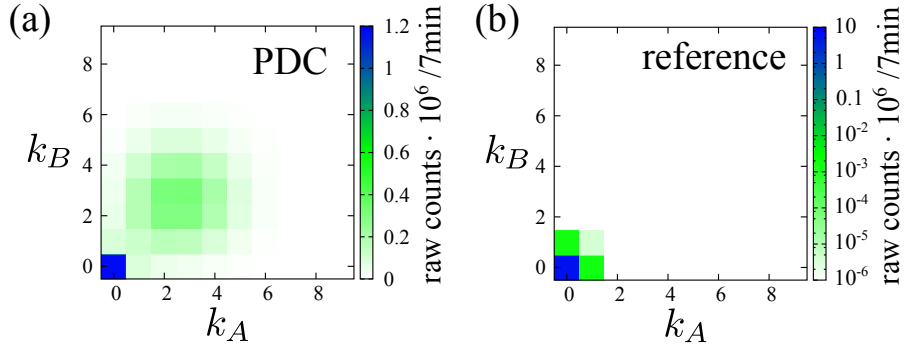 (a)
PDC
8
6
4
2
0
k_B
0 2 4 6 8
k_A
1.2
1
0.8
0.6
0.4
0.2
0
raw counts · 10⁶ /7min
(b)
reference
8
6
4
2
0
k_B
0 2 4 6 8
k_A
10
1
0.1
10⁻²
10⁻³
10⁻⁴
10⁻⁵
10⁻⁶
raw counts · 10⁶ /7min